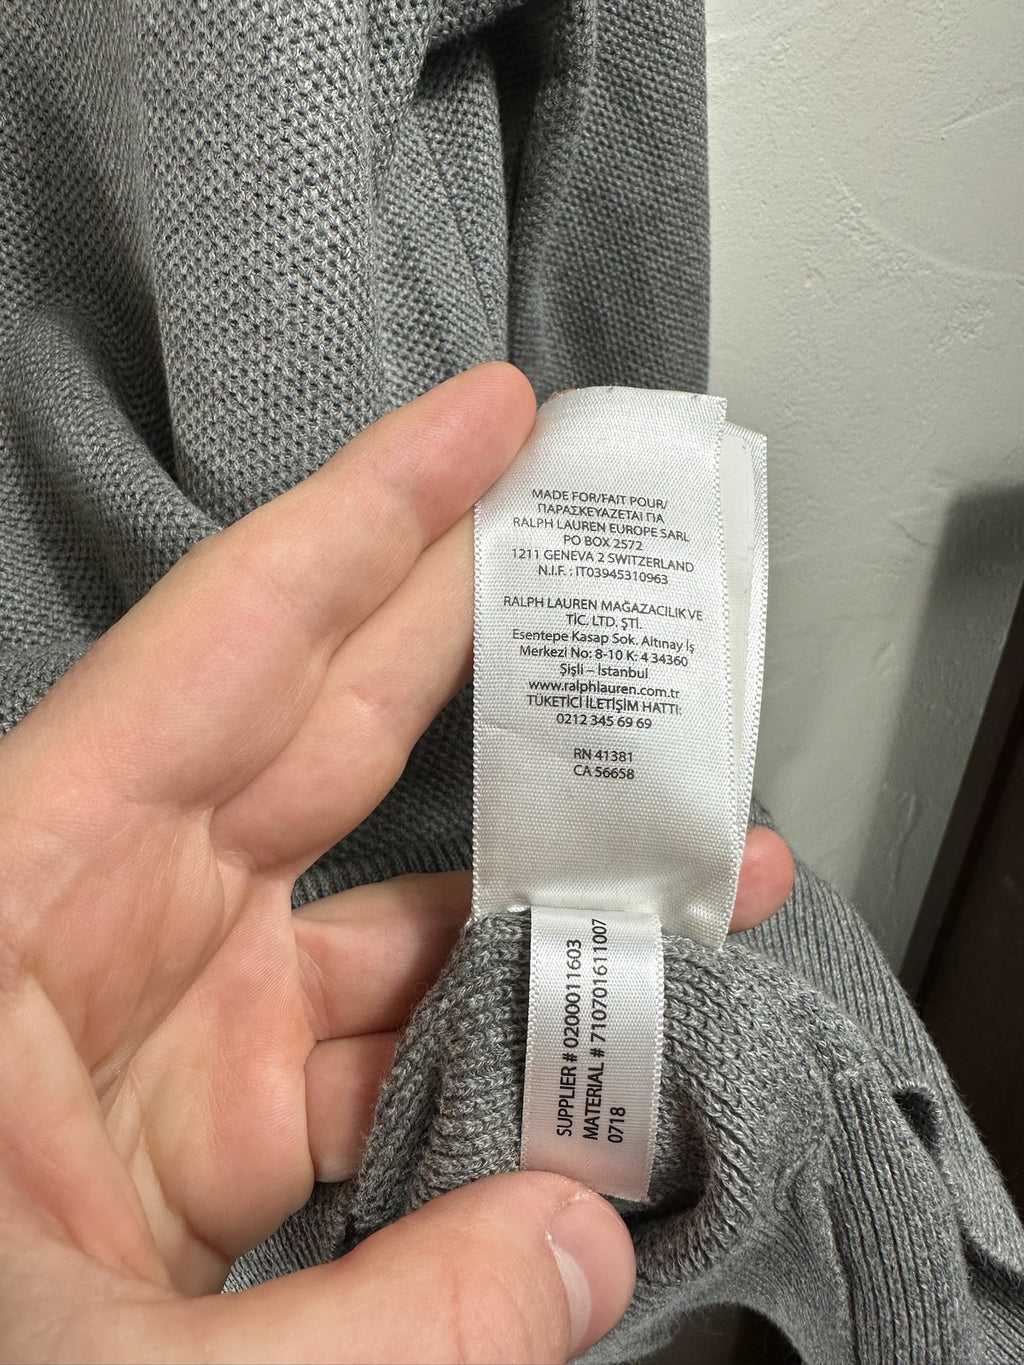 MADE FOR/FAIT POUR/
ΠΑΡΑΣΚΕΥΑΖΕΤΑΙ ΓΙΑ
RALPH LAUREN EUROPE SARL
PO BOX 2572
1211 GENEVA 2 SWITZERLAND
N.I.F. : IT03945310963
RALPH LAUREN MAĞAZACILIK VE
TİC. LTD. ŞTİ.
Esentepe Kasap Sok. Altınay İş
Merkezi No: 8-10 K: 4 34360
Şişli – İstanbul
www.ralphlauren.com.tr
TÜKETİCİ İLETİŞİM HATTI:
0212 345 69 69
RN 41381
CA 56658
SUPPLIER # 0200011603
MATERIAL # 710701611007
0718